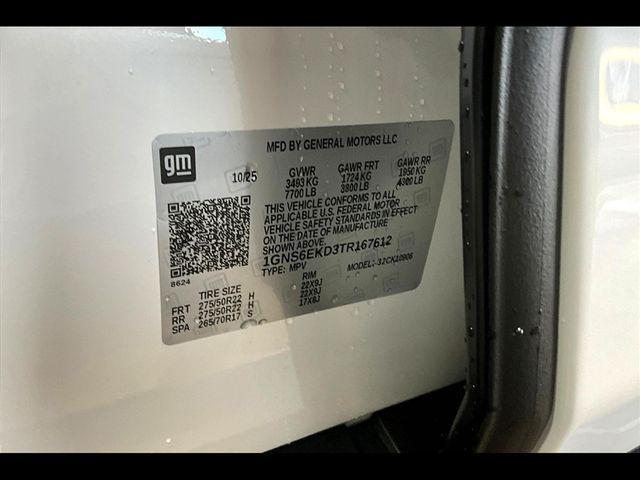 MFD BY GENERAL MOTORS LLC
gm
10/25
GVWR GAWR FRT GAWR RR
3493 KG 1724 KG 1950 KG
7700 LB 3800 LB 4300 LB
THIS VEHICLE CONFORMS TO ALL
APPLICABLE U.S. FEDERAL MOTOR
VEHICLE SAFETY STANDARDS IN EFFECT
ON THE DATE OF MANUFACTURE
SHOWN ABOVE.
1GNS6EKD3TR167612
TYPE: MPV MODEL: 32CK10906
8624
TIRE SIZE RIM
FRT 275/50R22 H 22X9J
RR 275/50R22 H 22X9J
SPA 265/70R17 S 17X8J